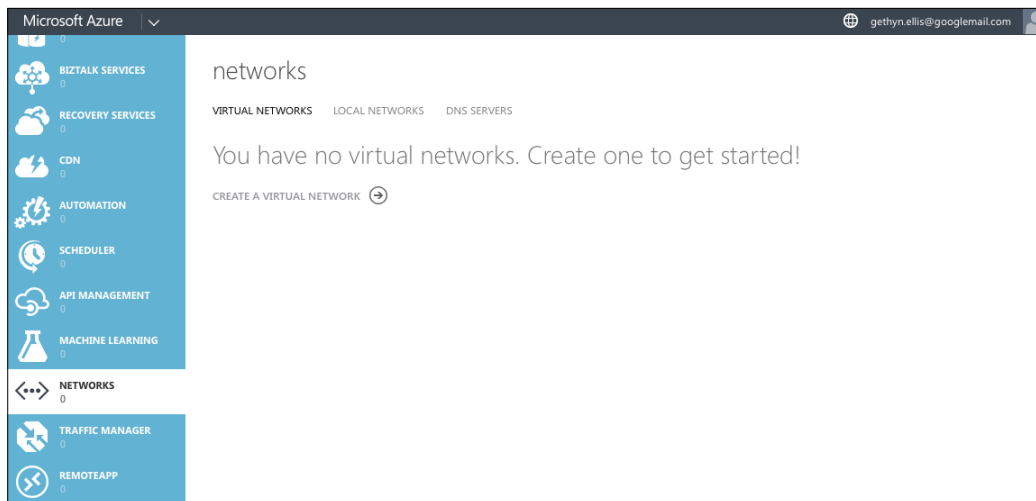 Microsoft Azure
gethyn.ellis@googlemail.com
0
BIZTALK SERVICES
0
RECOVERY SERVICES
0
CDN
0
AUTOMATION
0
SCHEDULER
0
API MANAGEMENT
0
MACHINE LEARNING
0
NETWORKS
0
TRAFFIC MANAGER
0
REMOTEAPP
0
networks
VIRTUAL NETWORKS LOCAL NETWORKS DNS SERVERS
You have no virtual networks. Create one to get started!
CREATE A VIRTUAL NETWORK